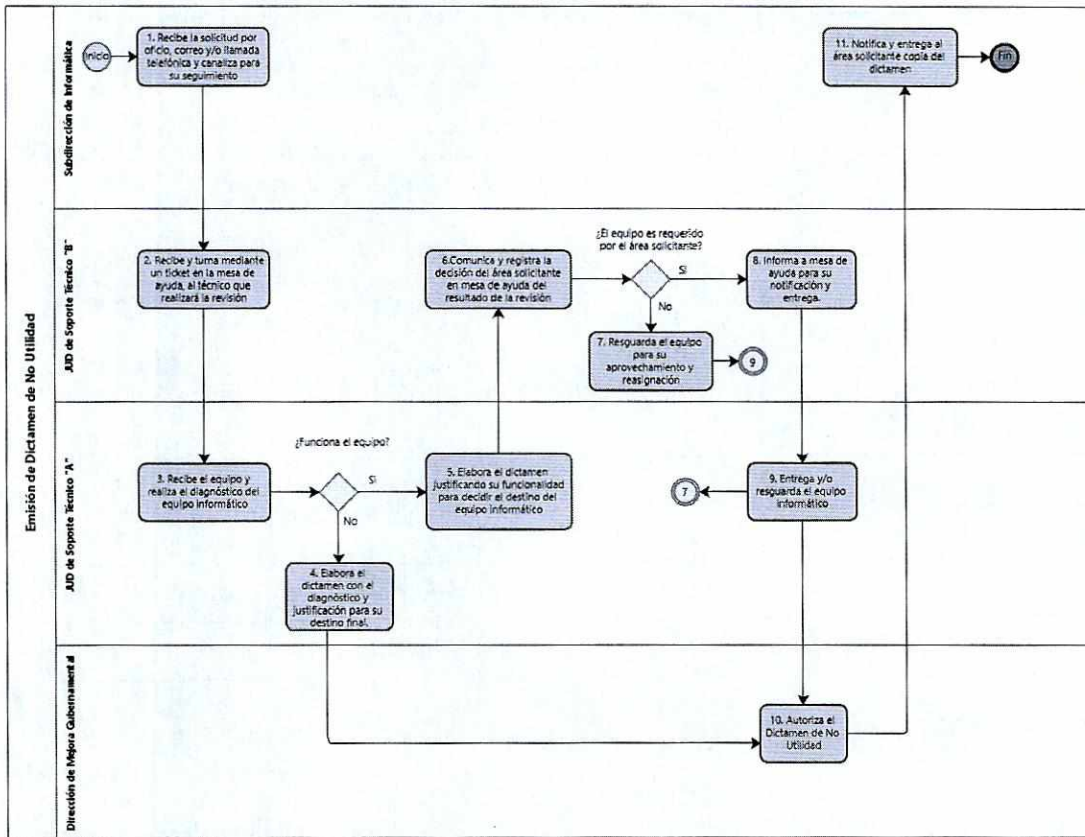 Emisión de Dictamen de No Utilidad
Subdirección de Informática
Inicio
1. Recibe la solicitud por
oficio, correo y/o llamada
telefónica y canaliza para
su seguimiento
11. Notifica y entrega al
área solicitante copia del
dictamen
Fin
JUD de Soporte Técnico "B"
2. Recibe y turna mediante
un ticket en la mesa de
ayuda, al técnico que
realizará la revisión
6.Comunica y registra la
decisión del área solicitante
en mesa de ayuda del
resultado de la revisión
¿El equipo es requerido
por el área solicitante?
Si
No
8. Informa a mesa de
ayuda para su
notificación y
entrega.
7. Resguarda el equipo
para su
aprovechamiento y
reasignación
9
JUD de Soporte Técnico "A"
3. Recibe el equipo y
realiza el diagnóstico del
equipo informático
¿Funciona el equipo?
Si
No
5. Elabora el dictamen
justificando su funcionalidad
para decidir el destino del
equipo informático
7
9. Entrega y/o
resguarda el equipo
informático
4. Elabora el
dictamen con el
diagnóstico y
justificación para su
destino final.
Dirección de Mejora Gubernamental
10. Autoriza el
Dictamen de No
Utilidad